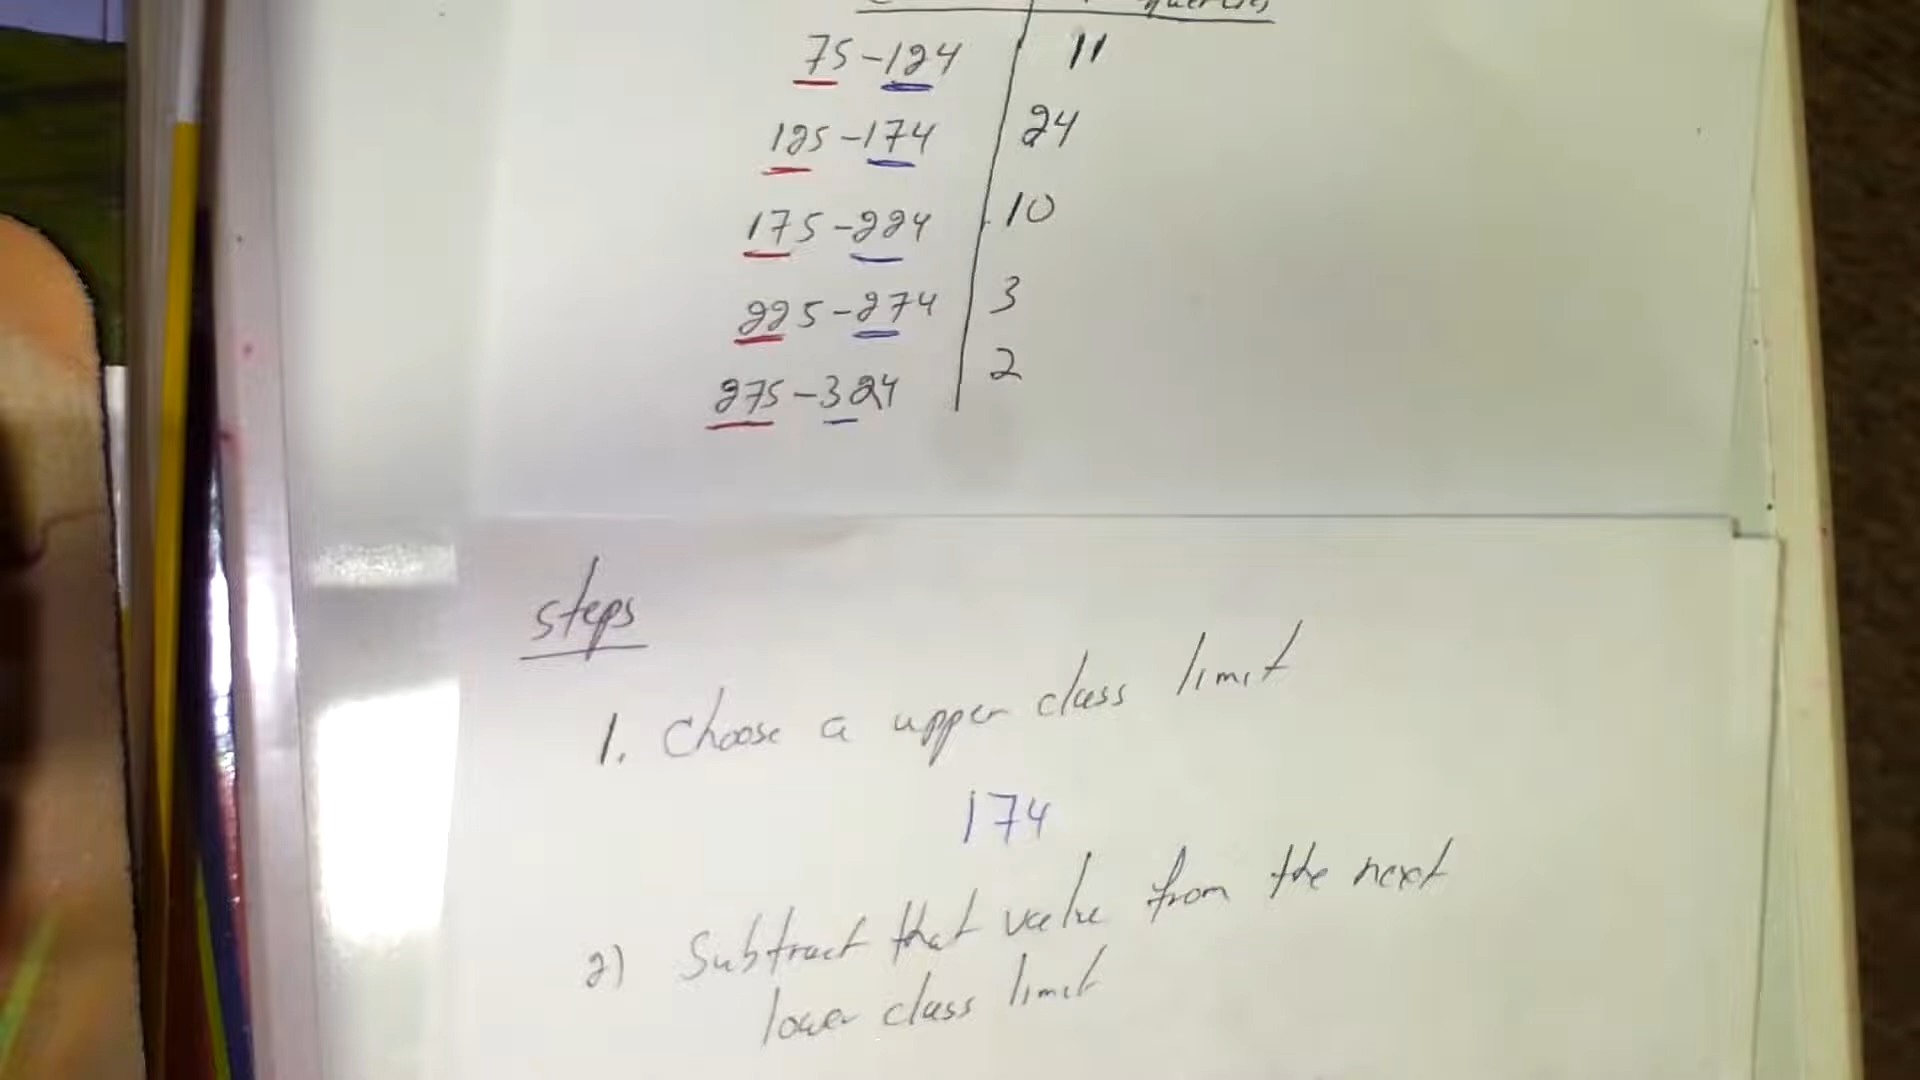 75-124 11
125-174 24
175-224 10
225-274 3
275-324 2
steps
1. Choose a upper class limit
174
2) Subtract that value from the next
lower class limit